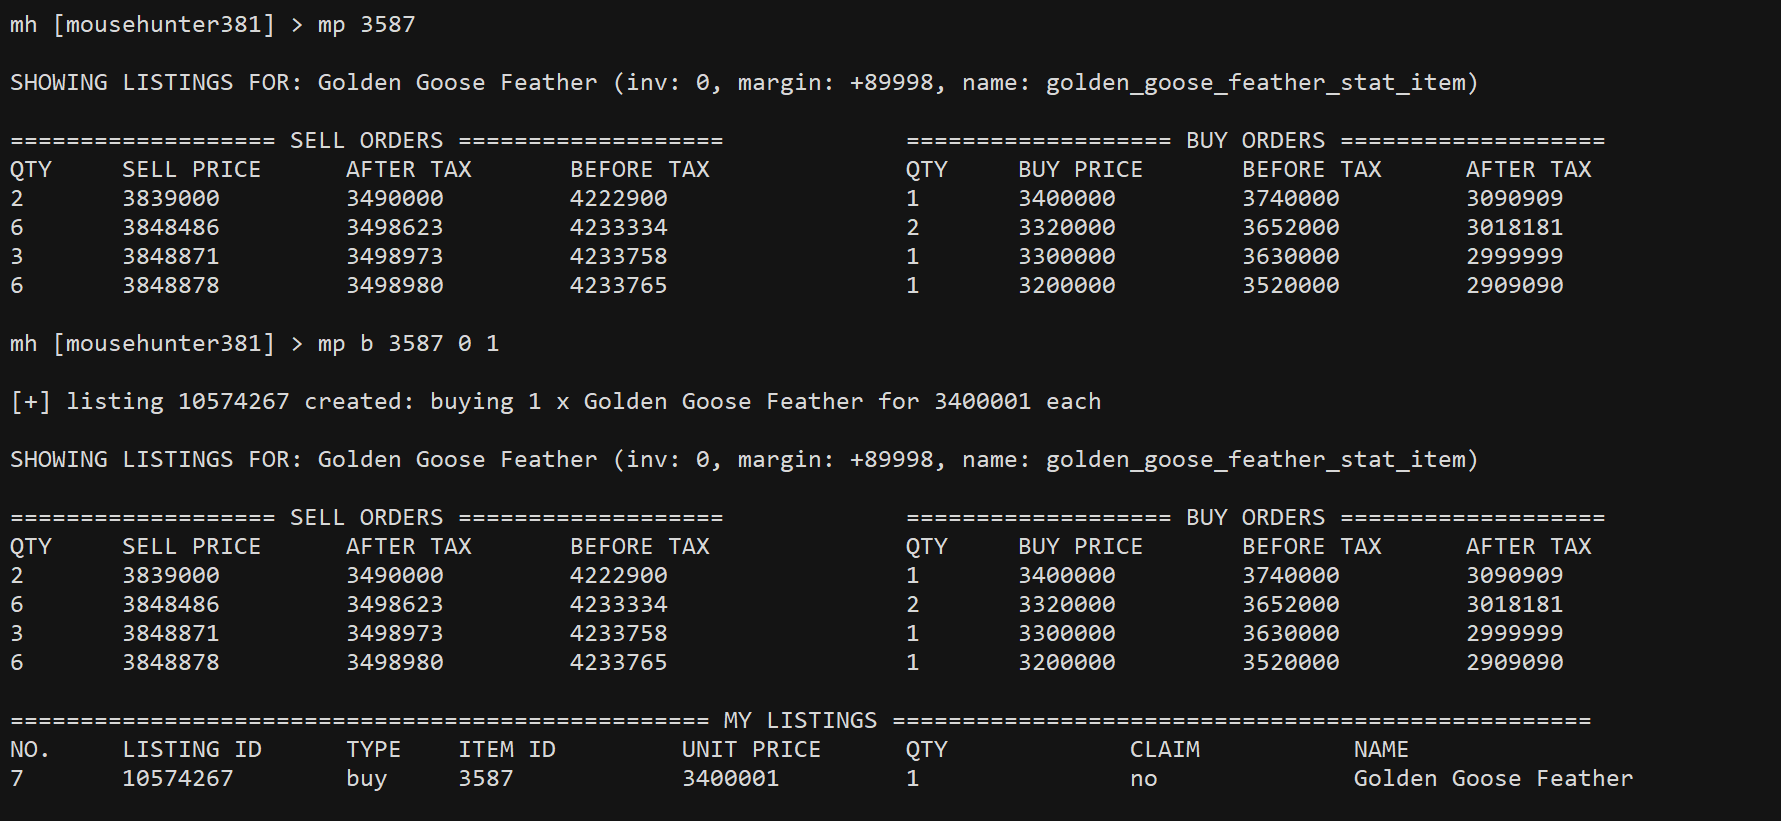 mh [mousehunter381] > mp 3587
SHOWING LISTINGS FOR: Golden Goose Feather (inv: 0, margin: +89998, name: golden_goose_feather_stat_item)
=================== SELL ORDERS =================== =================== BUY ORDERS ===================
QTY SELL PRICE AFTER TAX BEFORE TAX QTY BUY PRICE BEFORE TAX AFTER TAX
2 3839000 3490000 4222900 1 3400000 3740000 3090909
6 3848486 3498623 4233334 2 3320000 3652000 3018181
3 3848871 3498973 4233758 1 3300000 3630000 2999999
6 3848878 3498980 4233765 1 3200000 3520000 2909090
mh [mousehunter381] > mp b 3587 0 1
[+] listing 10574267 created: buying 1 x Golden Goose Feather for 3400001 each
SHOWING LISTINGS FOR: Golden Goose Feather (inv: 0, margin: +89998, name: golden_goose_feather_stat_item)
=================== SELL ORDERS =================== =================== BUY ORDERS ===================
QTY SELL PRICE AFTER TAX BEFORE TAX QTY BUY PRICE BEFORE TAX AFTER TAX
2 3839000 3490000 4222900 1 3400000 3740000 3090909
6 3848486 3498623 4233334 2 3320000 3652000 3018181
3 3848871 3498973 4233758 1 3300000 3630000 2999999
6 3848878 3498980 4233765 1 3200000 3520000 2909090
================================================== MY LISTINGS ==================================================
NO. LISTING ID TYPE ITEM ID UNIT PRICE QTY CLAIM NAME
7 10574267 buy 3587 3400001 1 no Golden Goose Feather